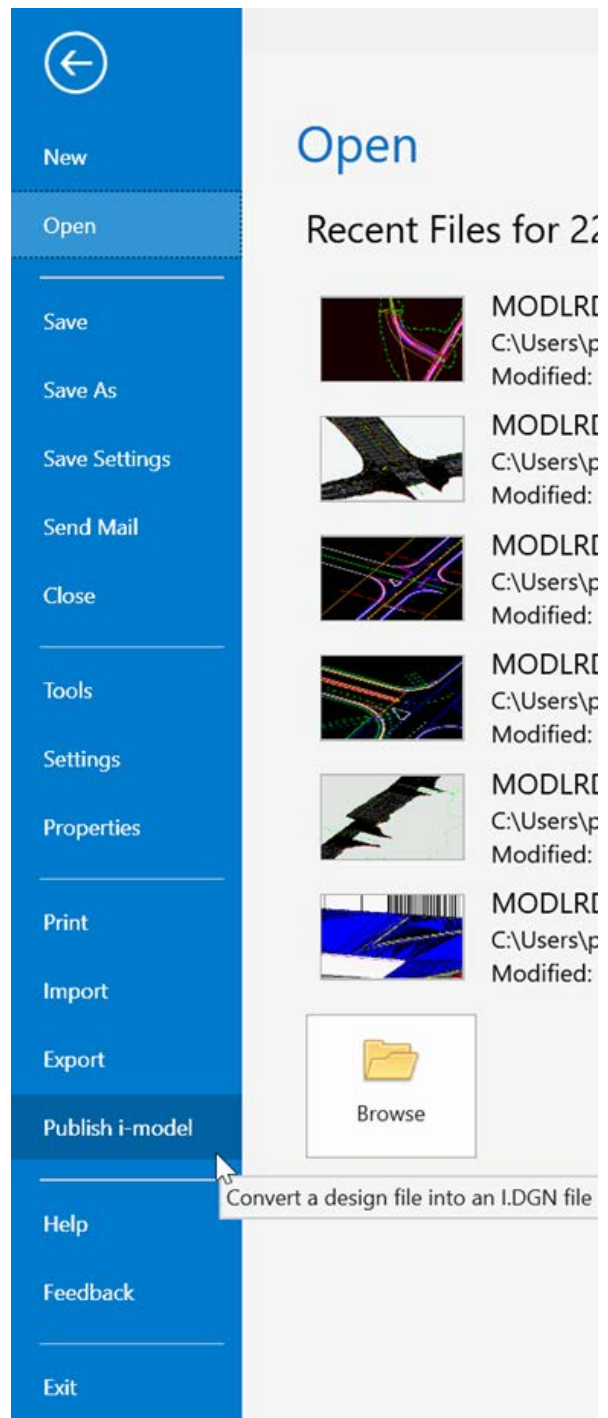 New
Open
Save
Save As
Save Settings
Send Mail
Close
Tools
Settings
Properties
Print
Import
Export
Publish i-model
Help
Feedback
Exit
Open
Recent Files for 22
MODLRD
C:\Users\p
Modified:
MODLRD
C:\Users\p
Modified:
MODLRD
C:\Users\p
Modified:
MODLRD
C:\Users\p
Modified:
MODLRD
C:\Users\p
Modified:
MODLRD
C:\Users\p
Modified:
Browse
Convert a design file into an I.DGN file